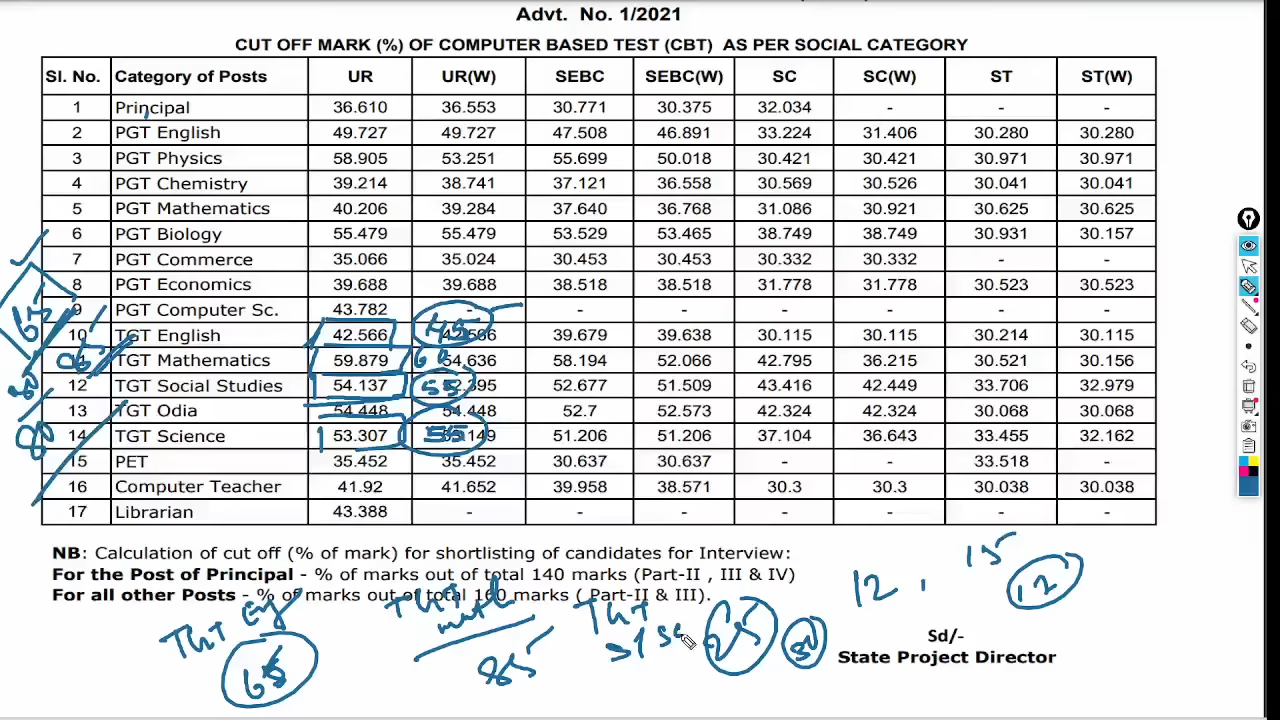 Advt. No. 1/2021
CUT OFF MARK (%) OF COMPUTER BASED TEST (CBT) AS PER SOCIAL CATEGORY
Sl. No. Category of Posts UR UR(W) SEBC SEBC(W) SC SC(W) ST ST(W)
1 Principal 36.610 36.553 30.771 30.375 32.034 - - -
2 PGT English 49.727 49.727 47.508 46.891 33.224 31.406 30.280 30.280
3 PGT Physics 58.905 53.251 55.699 50.018 30.421 30.421 30.971 30.971
4 PGT Chemistry 39.214 38.741 37.121 36.558 30.569 30.526 30.041 30.041
5 PGT Mathematics 40.206 39.284 37.640 36.768 31.086 30.921 30.625 30.625
6 PGT Biology 55.479 55.479 53.529 53.465 38.749 38.749 30.931 30.157
7 PGT Commerce 35.066 35.024 30.453 30.453 30.332 30.332 - -
8 PGT Economics 39.688 39.688 38.518 38.518 31.778 31.778 30.523 30.523
9 PGT Computer Sc. 43.782 - - - - - - -
10 TGT English 42.566 45 39.679 39.638 30.115 30.115 30.214 30.115
TGT Mathematics 59.879 60 54.636 58.194 52.066 42.795 36.215 30.521 30.156
12 TGT Social Studies 54.137 55 52.677 51.509 43.416 42.449 33.706 32.979
13 TGT Odia 54.448 54.448 52.7 52.573 42.324 42.324 30.068 30.068
14 TGT Science 53.307 55 51.206 51.206 37.104 36.643 33.455 32.162
15 PET 35.452 35.452 30.637 30.637 - - 33.518 -
16 Computer Teacher 41.92 41.652 39.958 38.571 30.3 30.3 30.038 30.038
17 Librarian 43.388 - - - - - - -
65
80
NB: Calculation of cut off (% of mark) for shortlisting of candidates for Interview:
For the Post of Principal - % of marks out of total 140 marks (Part-II , III & IV)
For all other Posts - % of marks out of total 160 marks ( Part-II & III).
12, 15 12
TGT Eng TGT math TGT
65 85 25 30
Sd/-
State Project Director